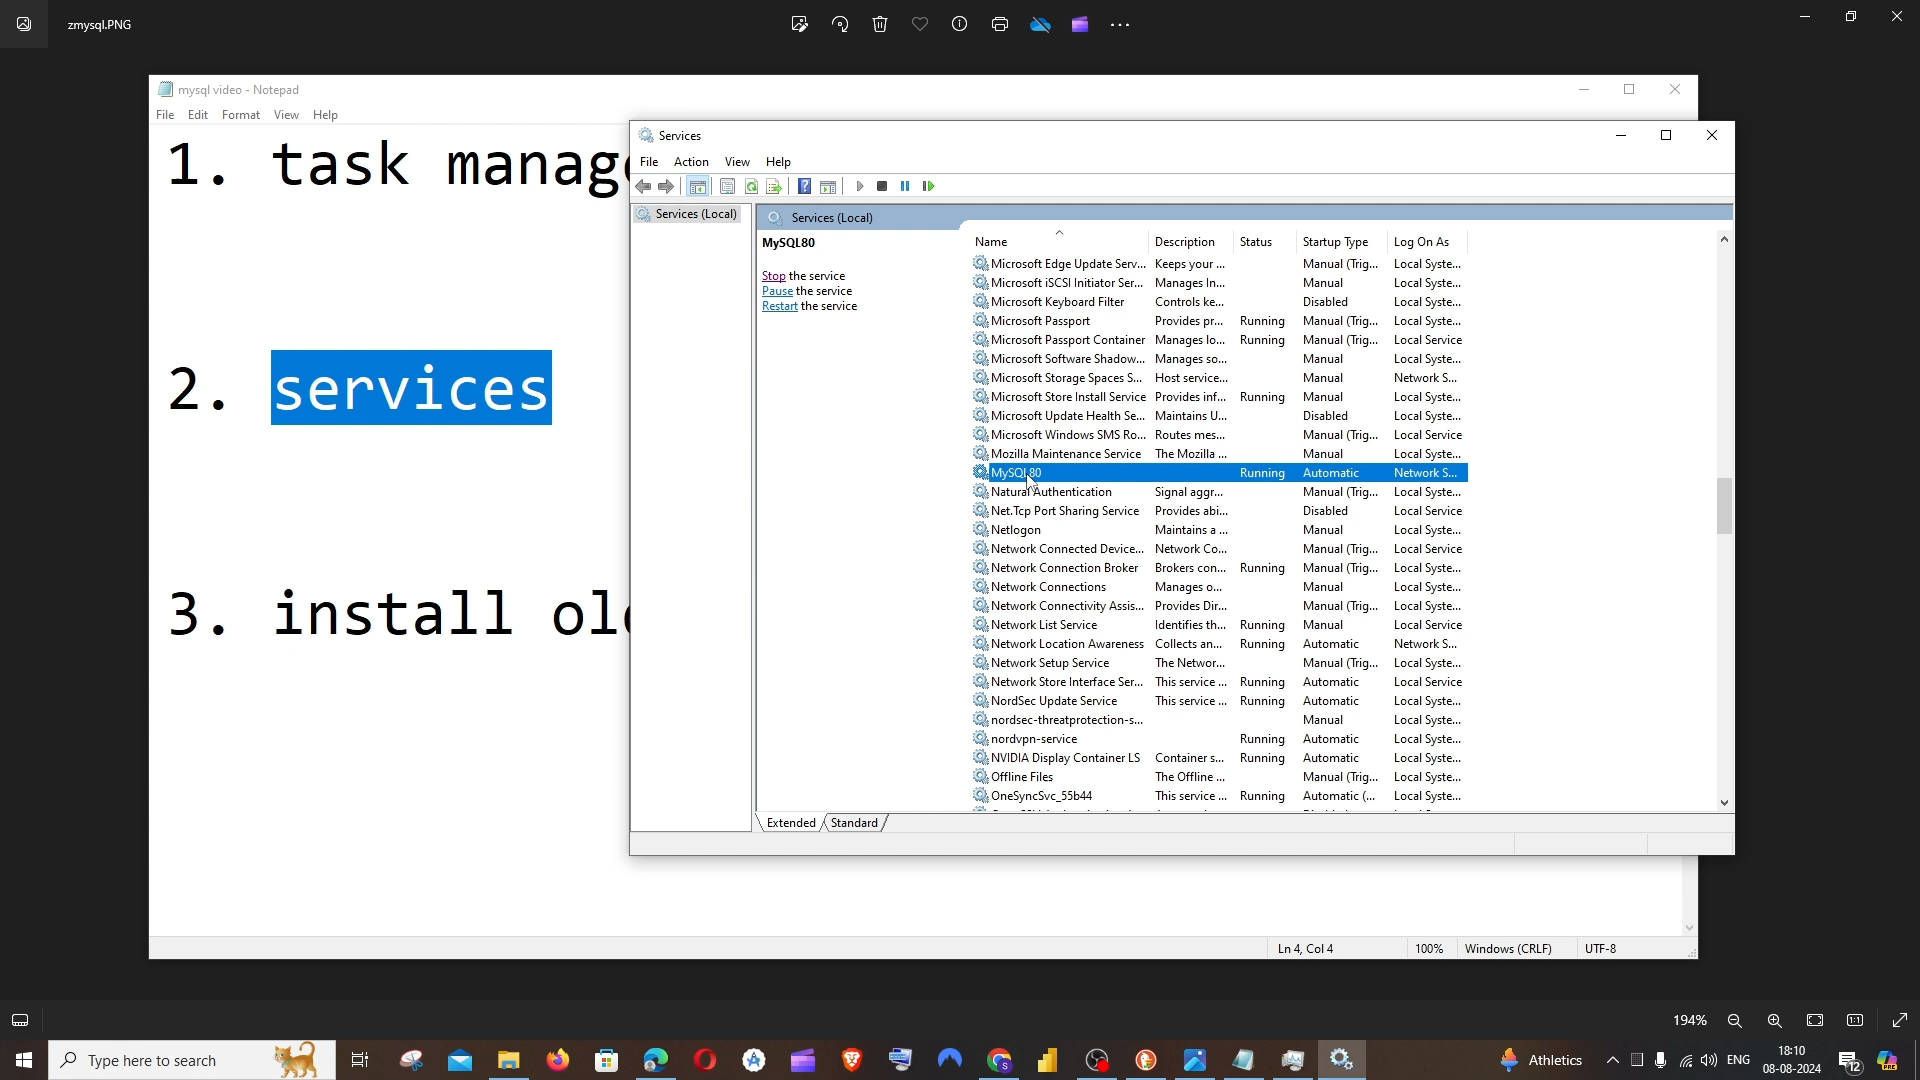 zmysql.PNG
mysql video - Notepad
File Edit Format View Help
1. task manag
2. services
3. install
Services
File Action View Help
Services (Local)
Services (Local)
MySQL80
Stop the service
Pause the service
Restart the service
Name Description Status Startup Type Log On As
Microsoft Edge Update Serv... Keeps your ... Manual (Trig... Local Syste...
Microsoft iSCSI Initiator Ser... Manages In... Manual Local Syste...
Microsoft Keyboard Filter Controls ke... Disabled Local Syste...
Microsoft Passport Provides pr... Running Manual (Trig... Local Syste...
Microsoft Passport Container Manages lo... Running Manual (Trig... Local Service
Microsoft Software Shadow... Manages so... Manual Local Syste...
Microsoft Storage Spaces S... Host service... Manual Network S...
Microsoft Store Install Service Provides inf... Running Manual Local Syste...
Microsoft Update Health Se... Maintains U... Disabled Local Syste...
Microsoft Windows SMS Ro... Routes mes... Manual (Trig... Local Service
Mozilla Maintenance Service The Mozilla ... Manual Local Syste...
MySQL80 Running Automatic Network S...
Natural Authentication Signal aggr... Manual (Trig... Local Syste...
Net.Tcp Port Sharing Service Provides abi... Disabled Local Service
Netlogon Maintains a ... Manual Local Syste...
Network Connected Device... Network Co... Manual (Trig... Local Service
Network Connection Broker Brokers con... Running Manual (Trig... Local Syste...
Network Connections Manages o... Manual Local Syste...
Network Connectivity Assis... Provides Dir... Manual (Trig... Local Syste...
Network List Service Identifies th... Running Manual Local Service
Network Location Awareness Collects an... Running Automatic Network S...
Network Setup Service The Networ... Manual (Trig... Local Syste...
Network Store Interface Ser... This service ... Running Automatic Local Service
NordSec Update Service This service ... Running Automatic Local Syste...
nordsec-threatprotection-s... Manual Local Syste...
nordvpn-service Running Automatic Local Syste...
NVIDIA Display Container LS Container s... Running Automatic Local Syste...
Offline Files The Offline ... Manual (Trig... Local Syste...
OneSyncSvc_55b44 This service ... Running Automatic (... Local Syste...
Extended Standard
Ln 4, Col 4 100% Windows (CRLF) UTF-8
194% 1:1
Type here to search Athletics ENG 18:10
08-08-2024 12